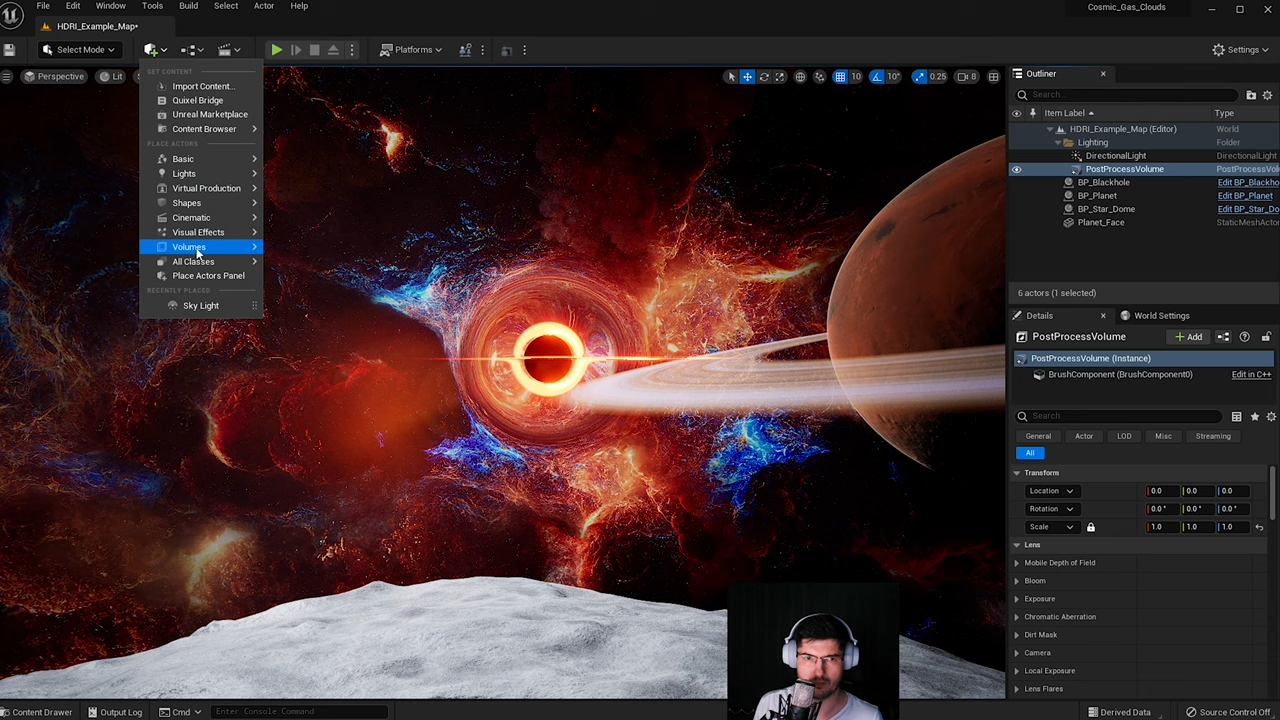 File Edit Window Tools Build Select Actor Help
Cosmic_Gas_Clouds
HDRI_Example_Map*
Select Mode
Platforms
Settings
Perspective
Lit
10
10°
0.25
8
GET CONTENT
Import Content...
Quixel Bridge
Unreal Marketplace
Content Browser
PLACE ACTORS
Basic
Lights
Virtual Production
Shapes
Cinematic
Visual Effects
Volumes
All Classes
Place Actors Panel
RECENTLY PLACED
Sky Light
Outliner
Search...
Item Label Type
HDRI_Example_Map (Editor) World
Lighting Folder
DirectionalLight DirectionalLight
PostProcessVolume PostProcessVol
BP_Blackhole Edit BP_Blackho
BP_Planet Edit BP_Planet
BP_Star_Dome Edit BP_Star_Do
Planet_Face StaticMeshActor
6 actors (1 selected)
Details
World Settings
PostProcessVolume
Add
PostProcessVolume (Instance)
BrushComponent (BrushComponent0) Edit in C++
Search
General Actor LOD Misc Streaming
All
Transform
Location 0.0 0.0 0.0
Rotation 0.0° 0.0° 0.0°
Scale 1.0 1.0 1.0
Lens
Mobile Depth of Field
Bloom
Exposure
Chromatic Aberration
Dirt Mask
Camera
Local Exposure
Lens Flares
Content Drawer
Output Log
Cmd
Enter Console Command
Derived Data
Source Control Off